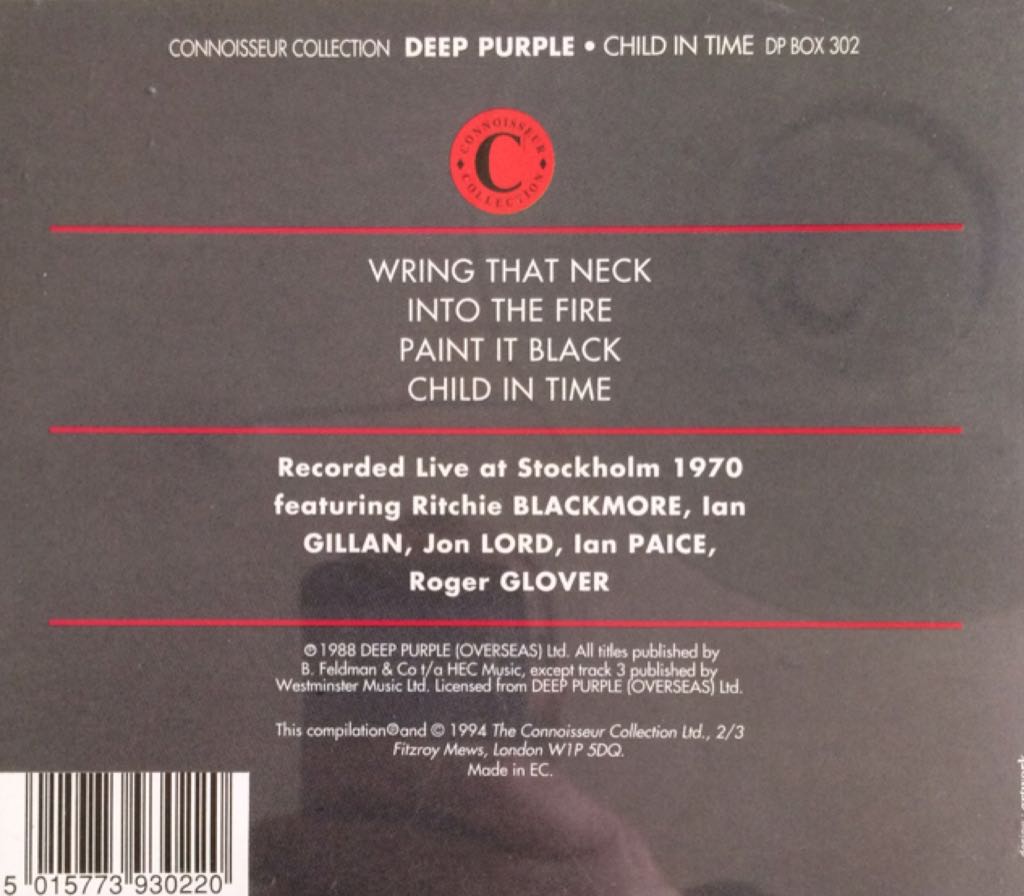 CONNOISSEUR COLLECTION DEEP PURPLE • CHILD IN TIME DP BOX 302
CONNOISSEUR
C
COLLECTION
WRING THAT NECK
INTO THE FIRE
PAINT IT BLACK
CHILD IN TIME
Recorded Live at Stockholm 1970
featuring Ritchie BLACKMORE, Ian
GILLAN, Jon LORD, Ian PAICE,
Roger GLOVER
℗ 1988 DEEP PURPLE (OVERSEAS) Ltd. All titles published by
B. Feldman & Co t/a HEC Music, except track 3 published by
Westminster Music Ltd. Licensed from DEEP PURPLE (OVERSEAS) Ltd.
This compilation ℗ and © 1994 The Connoisseur Collection Ltd., 2/3
Fitzroy Mews, London W1P 5DQ.
Made in EC.
5 015773 930220